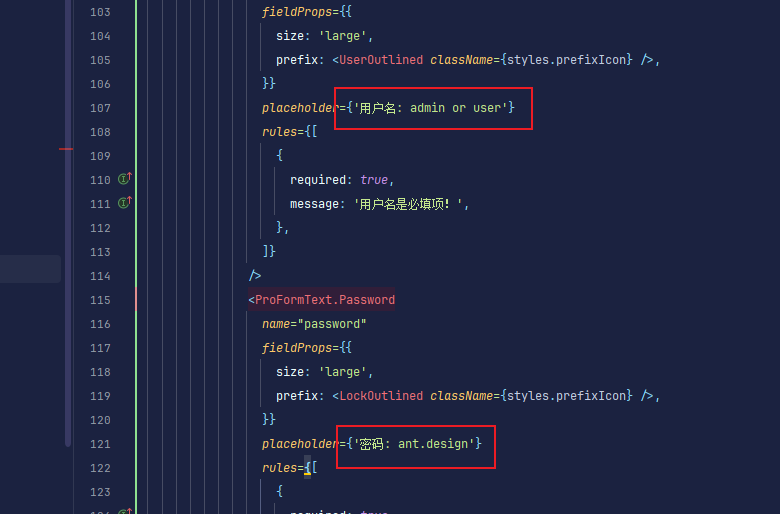 103 fieldProps={{
104 size: 'large',
105 prefix: <UserOutlined className={styles.prefixIcon} />,
106 }}
107 placeholder={'用户名: admin or user'}
108 rules={[
109 {
110 required: true,
111 message: '用户名是必填项! ',
112 },
113 ]}
114 />
115 <ProFormText.Password
116 name="password"
117 fieldProps={{
118 size: 'large',
119 prefix: <LockOutlined className={styles.prefixIcon} />,
120 }}
121 placeholder={'密码: ant.design'}
122 rules={[
123 {
124 required: true